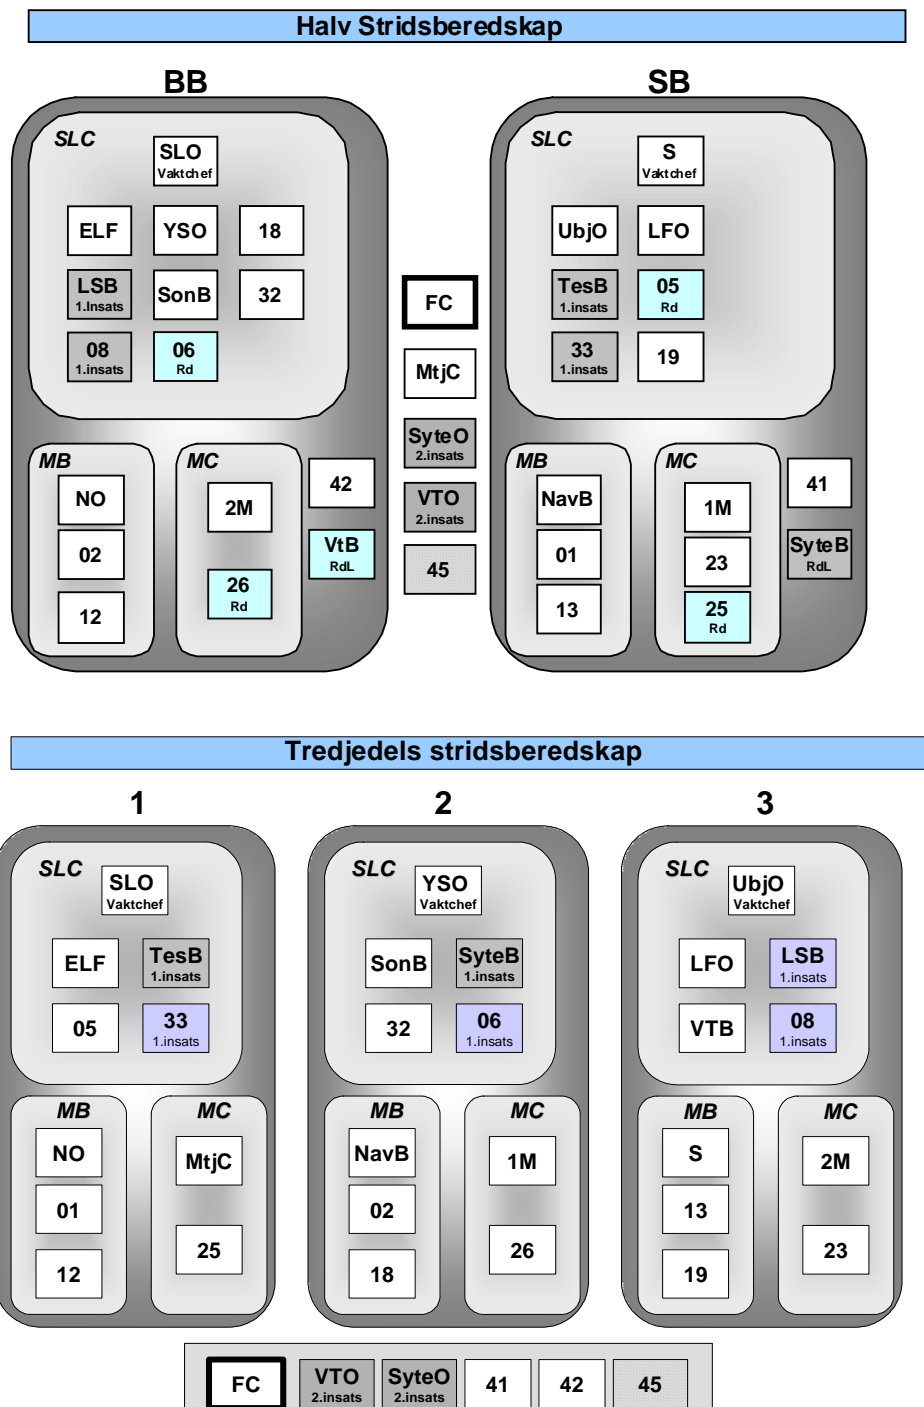 Halv Stridsberedskap
BB
SLC
SLO
Vaktchef
ELF
YSO
18
LSB
1.Insats
SonB
32
08
1.insats
06
Rd
MB
NO
02
12
MC
2M
26
Rd
42
VtB
RdL
FC
MtjC
SyteO
2.insats
VTO
2.insats
45
SB
SLC
S
Vaktchef
UbjO
LFO
TesB
1.insats
05
Rd
33
1.insats
19
MB
NavB
01
13
MC
1M
23
25
Rd
41
SyteB
RdL
Tredjedels stridsberedskap
1
SLC
SLO
Vaktchef
ELF
TesB
1.insats
05
33
1.insats
MB
NO
01
12
MC
MtjC
25
2
SLC
YSO
Vaktchef
SonB
SyteB
1.insats
32
06
1.insats
MB
NavB
02
18
MC
1M
26
3
SLC
UbjO
Vaktchef
LFO
LSB
1.insats
VTB
08
1.insats
MB
S
13
19
MC
2M
23
FC
VTO
2.insats
SyteO
2.insats
41
42
45